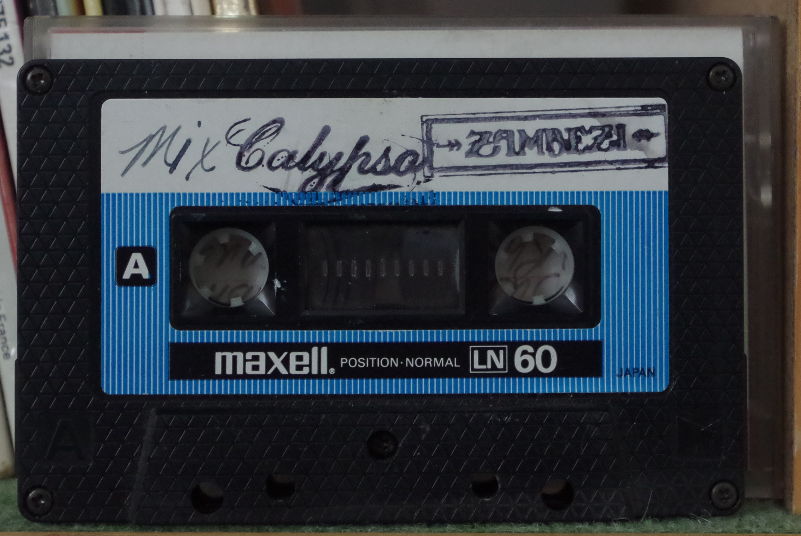 Mix Calypso ZAMBEZI
A
maxell. POSITION·NORMAL LN 60
JAPAN
A